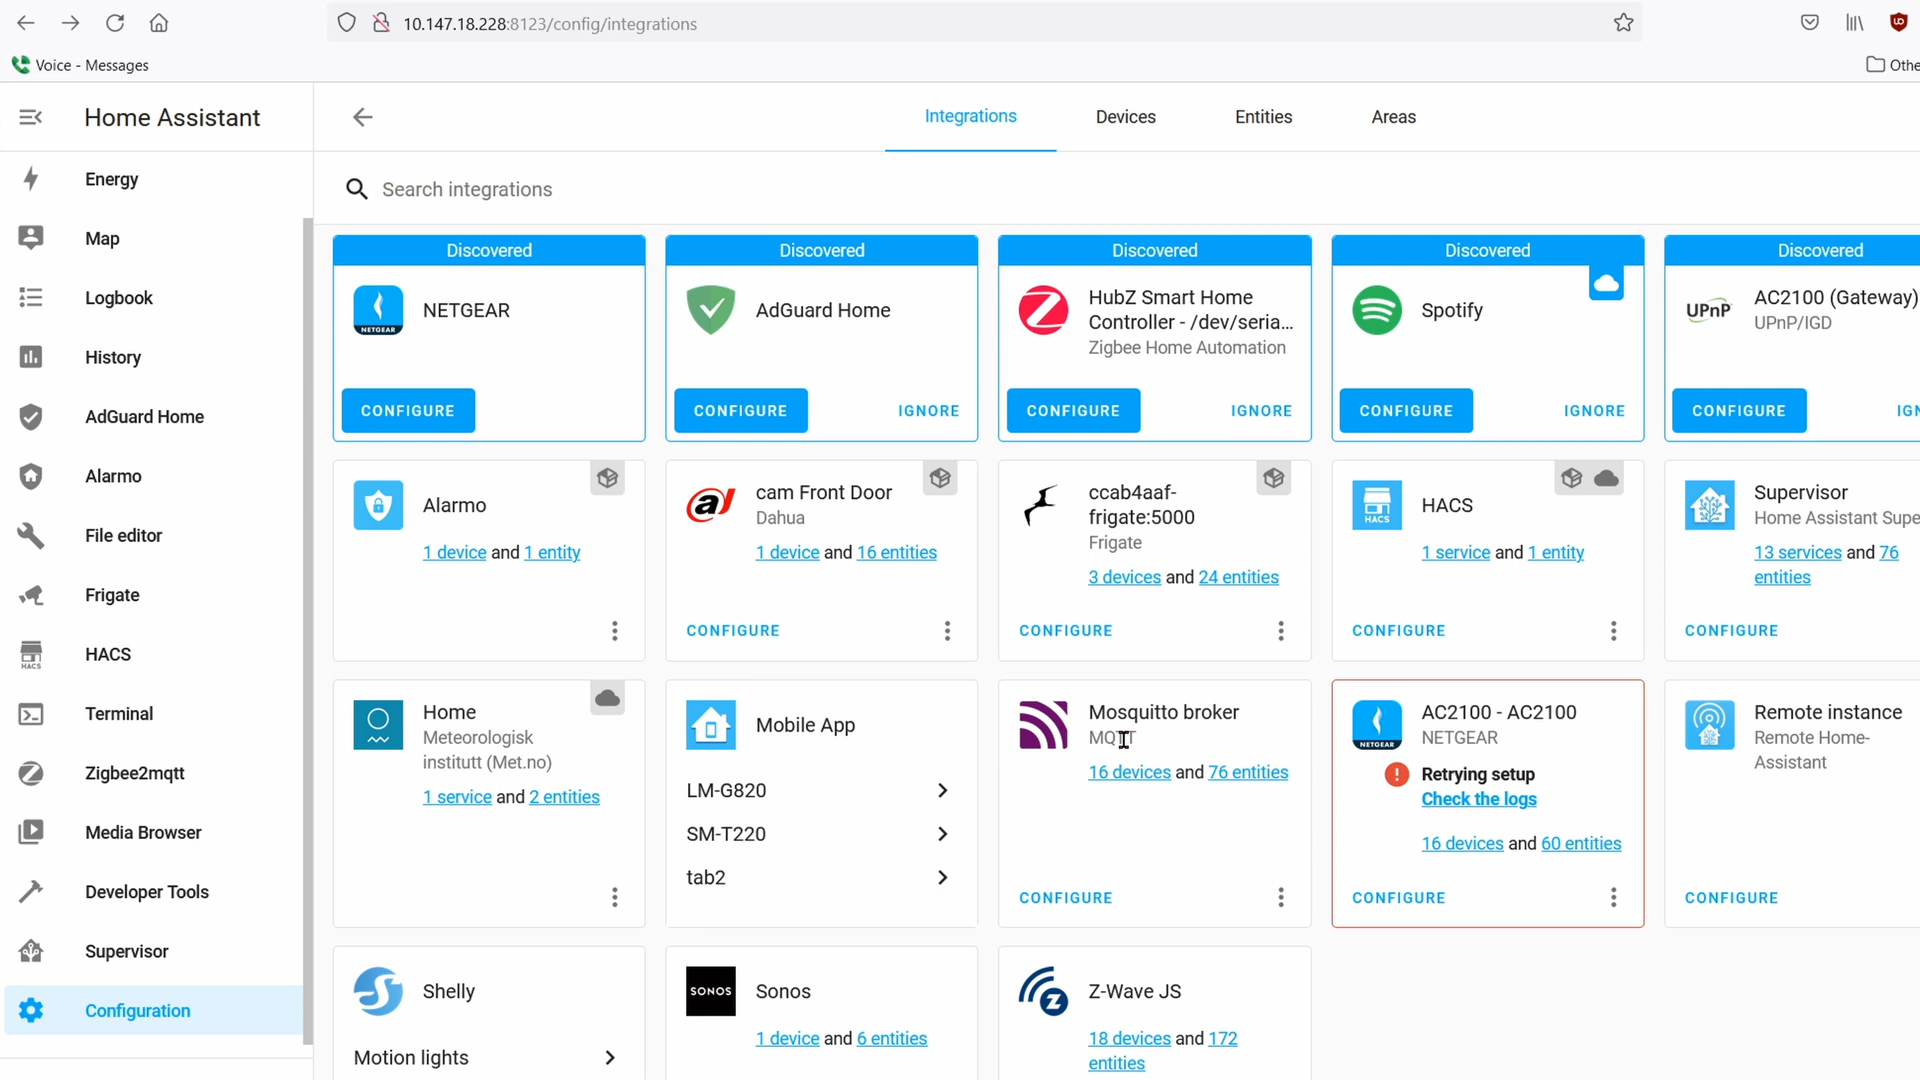 10.147.18.228:8123/config/integrations
Voice - Messages
Othe
Home Assistant
Integrations
Devices
Entities
Areas
Energy
Map
Logbook
History
AdGuard Home
Alarmo
File editor
Frigate
HACS
HACS
Terminal
Zigbee2mqtt
Media Browser
Developer Tools
Supervisor
Configuration
Search integrations
Discovered
NETGEAR
NETGEAR
CONFIGURE
Discovered
AdGuard Home
CONFIGURE
IGNORE
Discovered
HubZ Smart Home
Controller - /dev/seria...
Zigbee Home Automation
CONFIGURE
IGNORE
Discovered
Spotify
CONFIGURE
IGNORE
Discovered
UPnP
AC2100 (Gateway)
UPnP/IGD
CONFIGURE
IGN
Alarmo
1 device and 1 entity
cam Front Door
Dahua
1 device and 16 entities
CONFIGURE
ccab4aaf-
frigate:5000
Frigate
3 devices and 24 entities
CONFIGURE
HACS
HACS
1 service and 1 entity
CONFIGURE
Supervisor
Home Assistant Supe
13 services and 76
entities
CONFIGURE
Home
Meteorologisk
institutt (Met.no)
1 service and 2 entities
Mobile App
LM-G820
SM-T220
tab2
Mosquitto broker
MQTT
16 devices and 76 entities
CONFIGURE
NETGEAR
AC2100 - AC2100
NETGEAR
Retrying setup
Check the logs
16 devices and 60 entities
CONFIGURE
Remote instance
Remote Home-
Assistant
CONFIGURE
Shelly
Motion lights
SONOS
Sonos
1 device and 6 entities
Z-Wave JS
18 devices and 172
entities